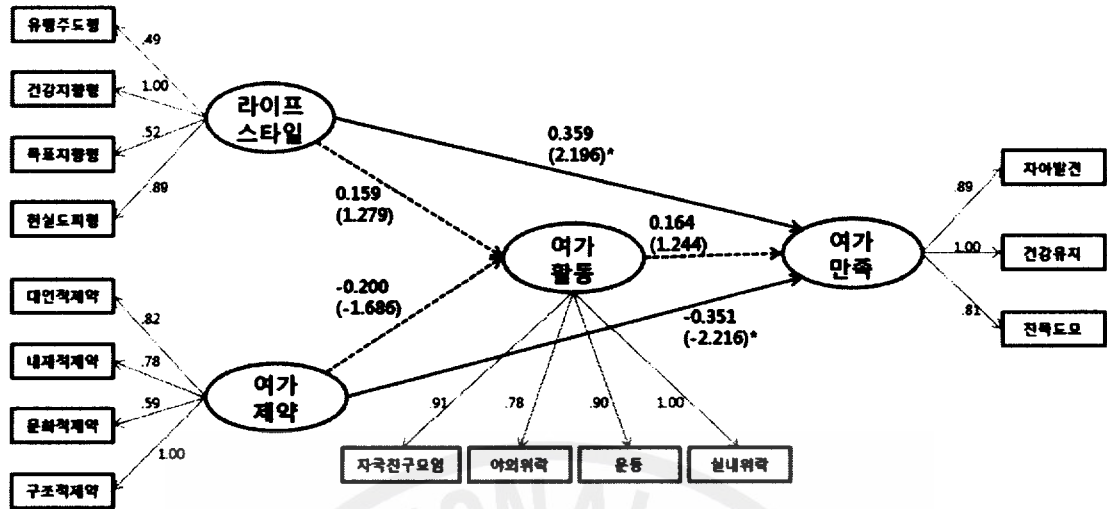 유행주도형
.49
건강지향형
1.00
목표지향형
.52
현실도피형
.89
라이프
스타일
0.359
(2.196)*
0.159
(1.279)
자아발전
.89
건강유지
1.00
친목도모
.81
여가
활동
0.164
(1.244)
여가
만족
대인적제약
.82
내재적제약
.78
문화적제약
.59
구조적제약
1.00
-0.200
(-1.686)
여가
제약
-0.351
(-2.216)*
.91
.78
.90
1.00
자국친구모임
야외위락
운동
실내위락